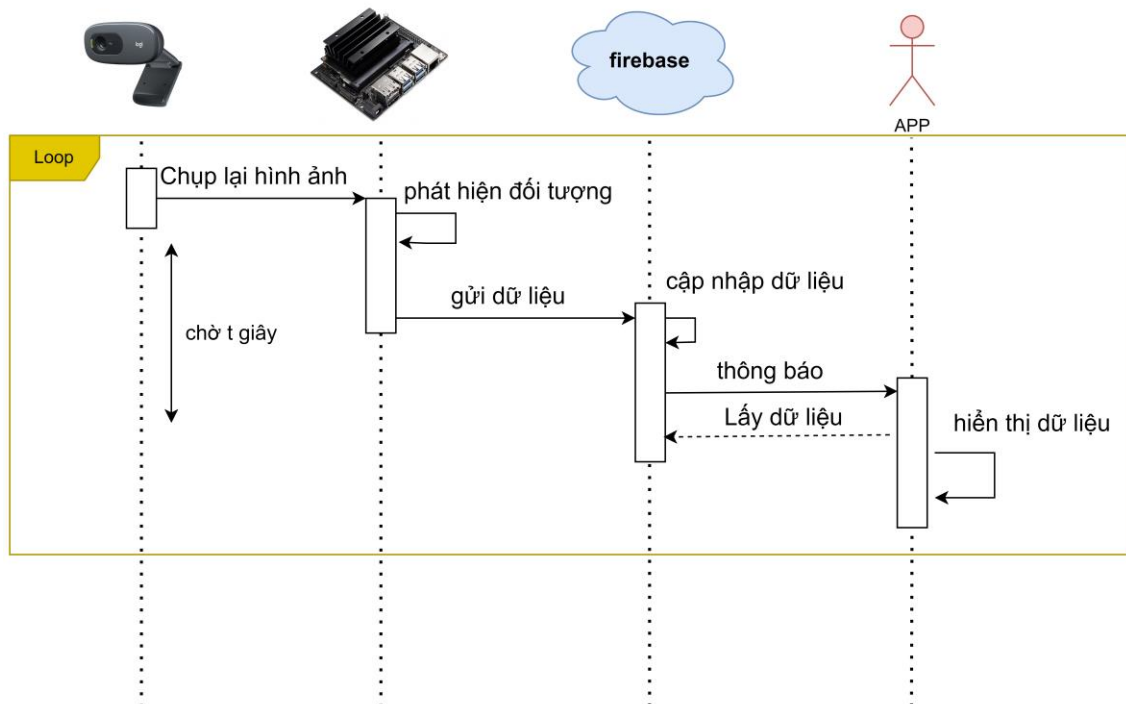 logi
firebase
APP
Loop
Chụp lại hình ảnh
phát hiện đối tượng
cập nhập dữ liệu
gửi dữ liệu
chờ t giây
thông báo
Lấy dữ liệu
hiển thị dữ liệu